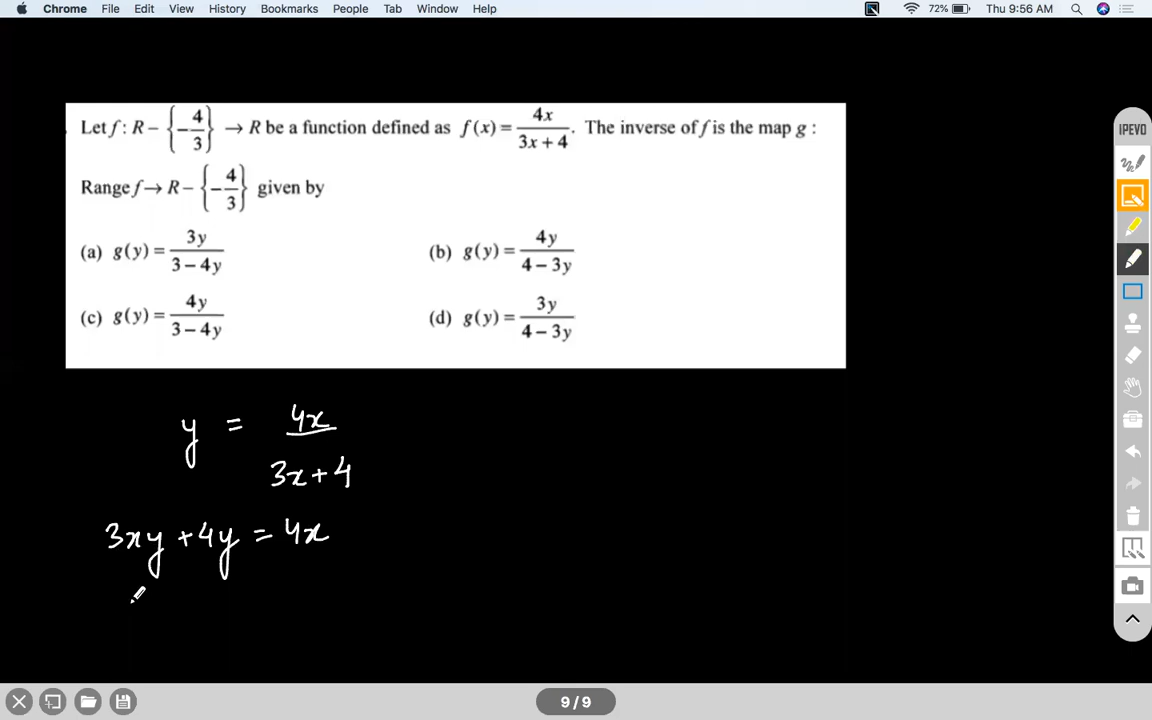 Chrome File Edit View History Bookmarks People Tab Window Help 72% Thu 9:56 AM
Let f : R – {–4/3} → R be a function defined as f(x) = 4x/(3x + 4). The inverse of f is the map g :
Range f → R – {–4/3} given by
(a) g(y) = 3y/(3 – 4y) (b) g(y) = 4y/(4 – 3y)
(c) g(y) = 4y/(3 – 4y) (d) g(y) = 3y/(4 – 3y)
y = 4x/(3x + 4)
3xy + 4y = 4x
IPEVO
9 / 9